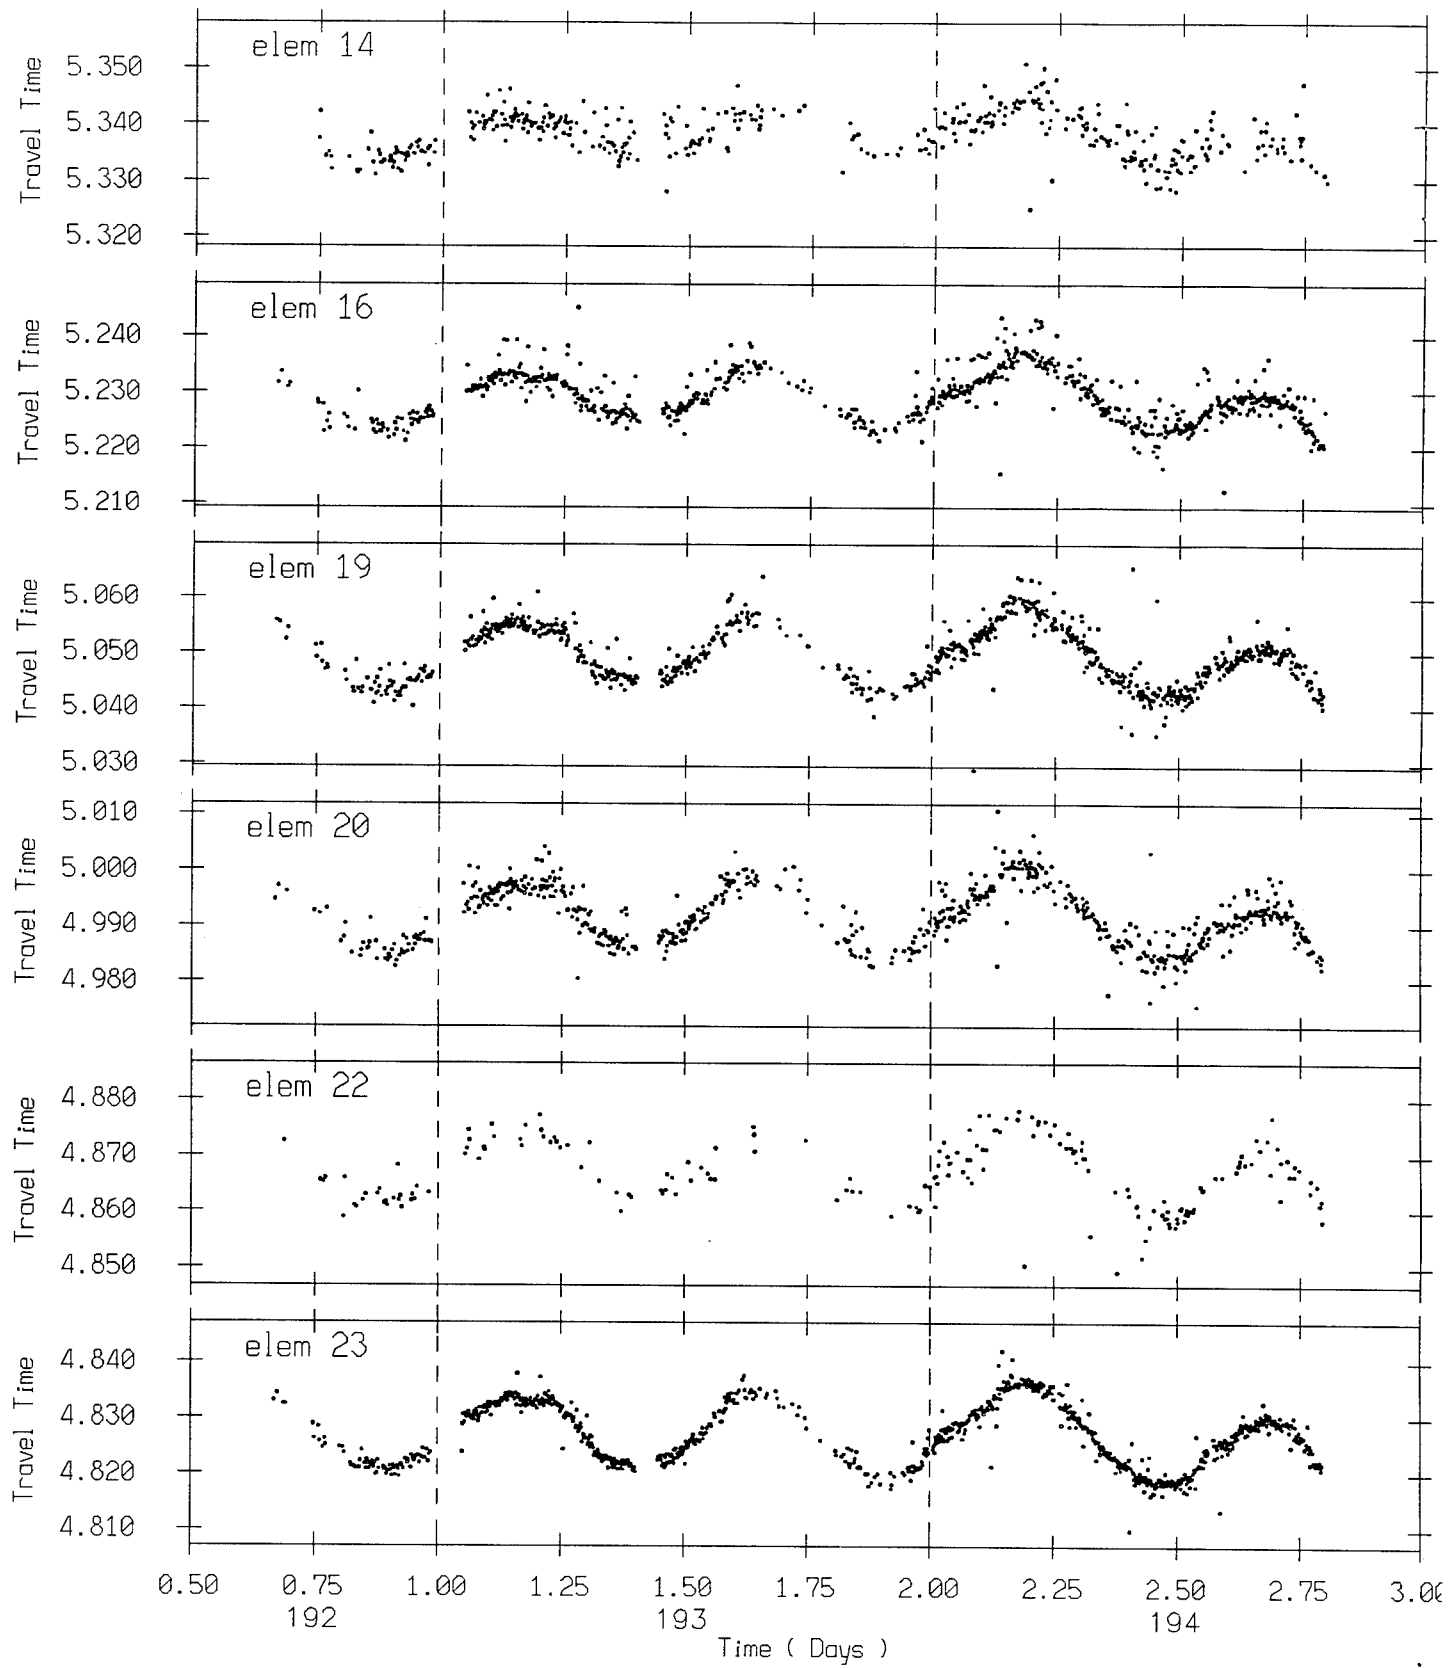 elem 14
Travel Time
5.350
5.340
5.330
5.320
elem 16
Travel Time
5.240
5.230
5.220
5.210
elem 19
Travel Time
5.060
5.050
5.040
5.030
elem 20
Travel Time
5.010
5.000
4.990
4.980
elem 22
Travel Time
4.880
4.870
4.860
4.850
elem 23
Travel Time
4.840
4.830
4.820
4.810
0.50 0.75 1.00 1.25 1.50 1.75 2.00 2.25 2.50 2.75 3.00
192 193 194
Time ( Days )